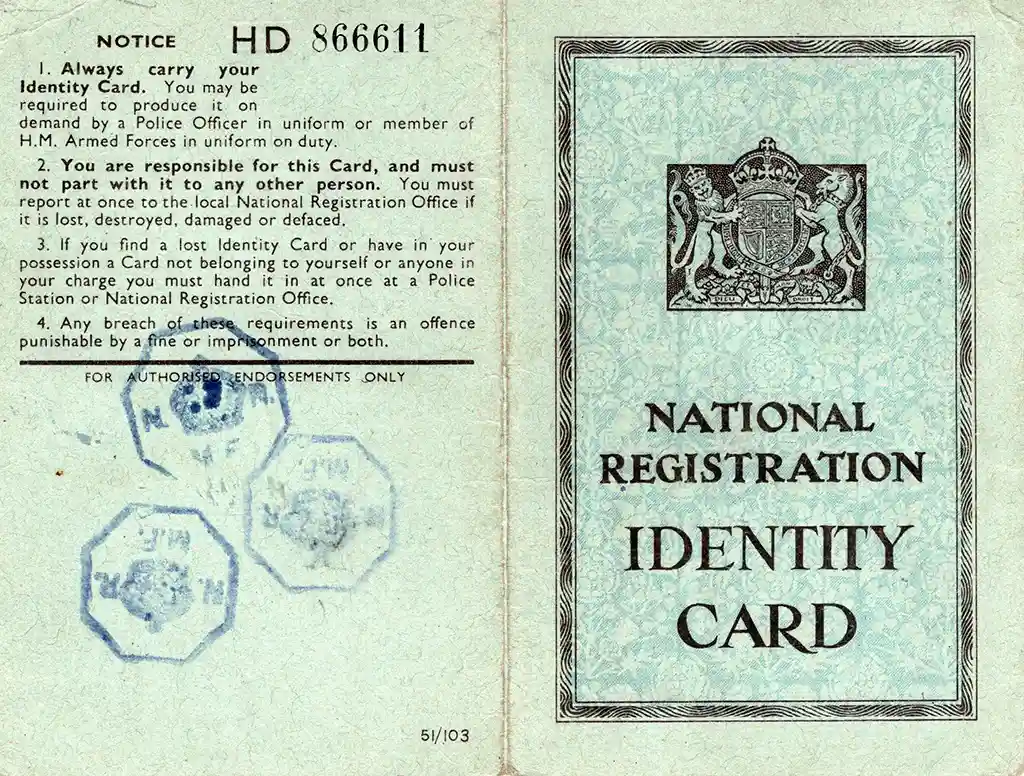 NOTICE HD 866611
1. Always carry your
Identity Card. You may be
required to produce it on
demand by a Police Officer in uniform or member of
H.M. Armed Forces in uniform on duty.
2. You are responsible for this Card, and must
not part with it to any other person. You must
report at once to the local National Registration Office if
it is lost, destroyed, damaged or defaced.
3. If you find a lost Identity Card or have in your
possession a Card not belonging to yourself or anyone in
your charge you must hand it in at once at a Police
Station or National Registration Office.
4. Any breach of these requirements is an offence
punishable by a fine or imprisonment or both.
FOR AUTHORISED ENDORSEMENTS ONLY
N. R.
M.F.
N. R.
M.F.
51/103
DIEU DROIT
NATIONAL
REGISTRATION
IDENTITY
CARD